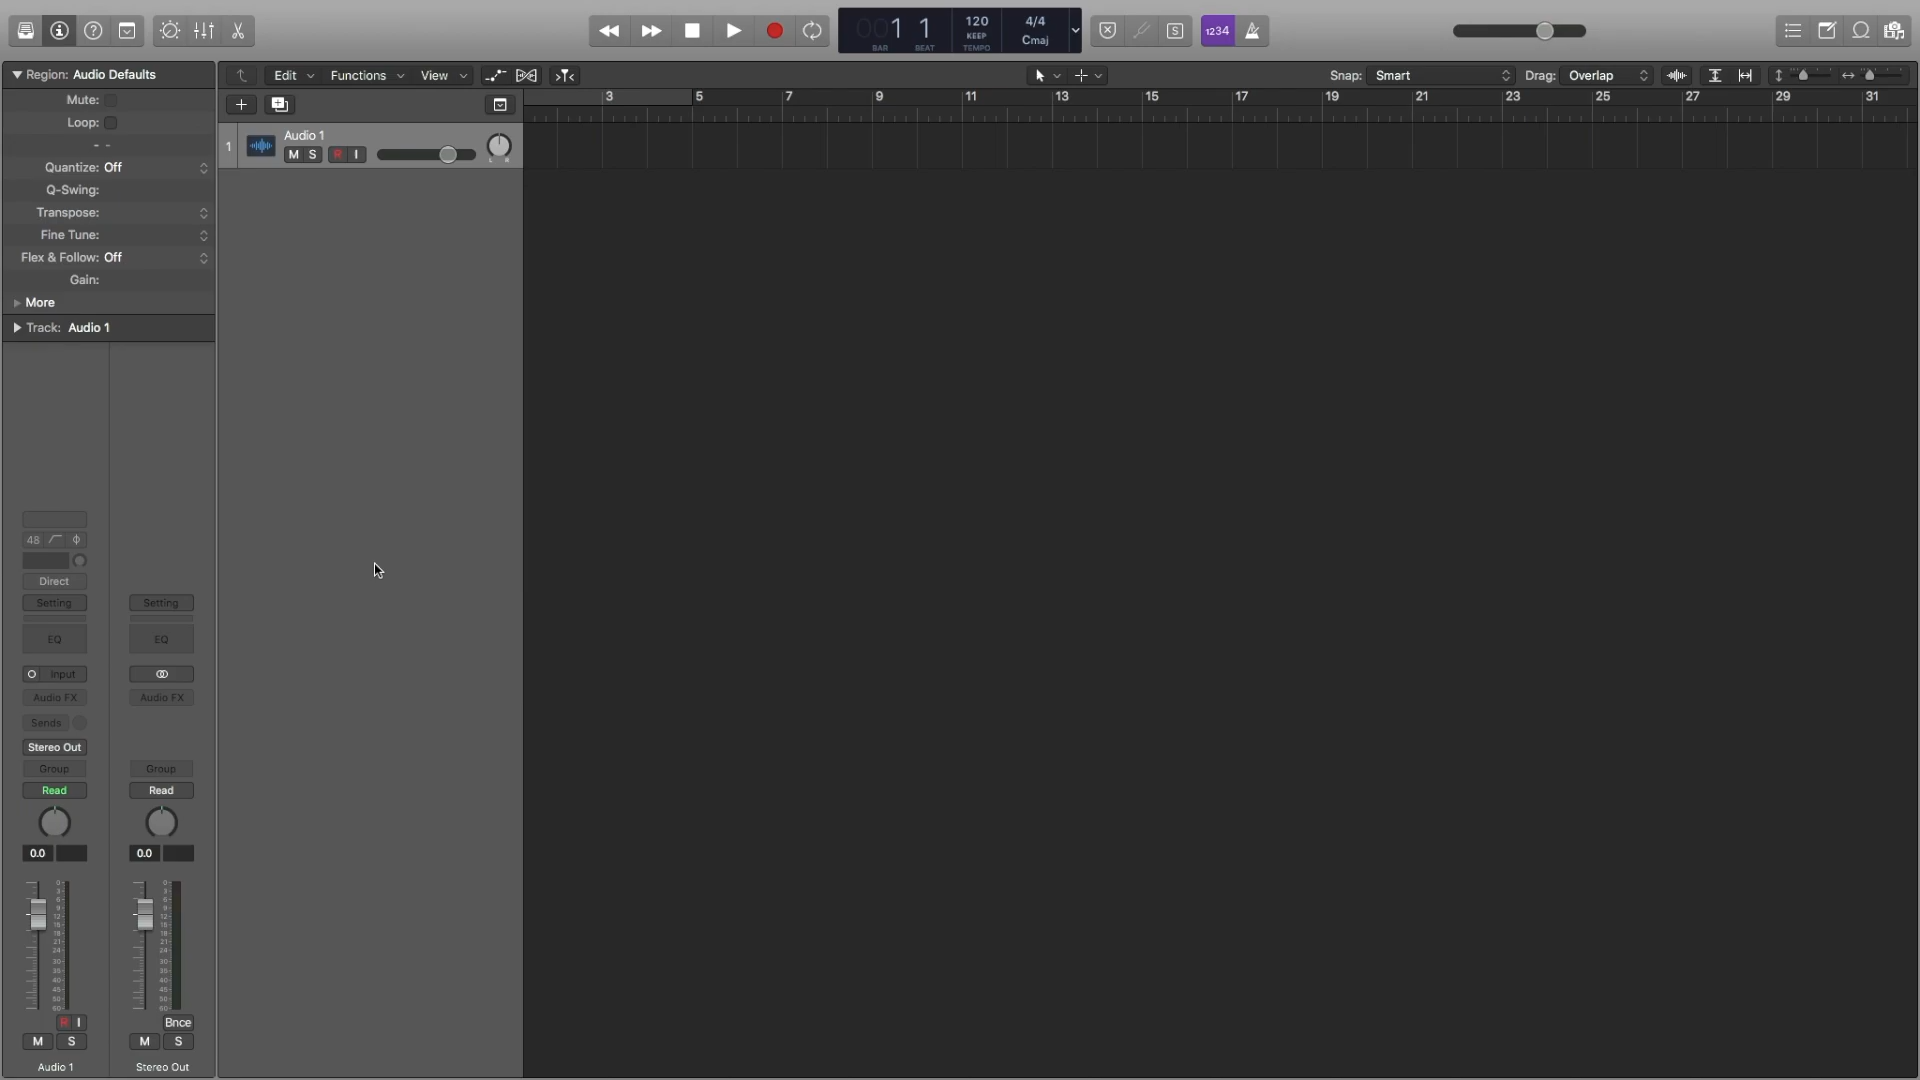 001 1
BAR BEAT
120
KEEP
TEMPO
4/4
Cmaj
S
1234
Region: Audio Defaults
Mute:
Loop:
- -
Quantize: Off
Q-Swing:
Transpose:
Fine Tune:
Flex & Follow: Off
Gain:
More
Track: Audio 1
Edit Functions View
Snap: Smart
Drag: Overlap
3 5 7 9 11 13 15 17 19 21 23 25 27 29 31
1
Audio 1
M S R I
L R
48
Direct
Setting Setting
EQ EQ
Input
Audio FX Audio FX
Sends
Stereo Out
Group Group
Read Read
0.0 0.0
R I Bnce
M S M S
Audio 1 Stereo Out